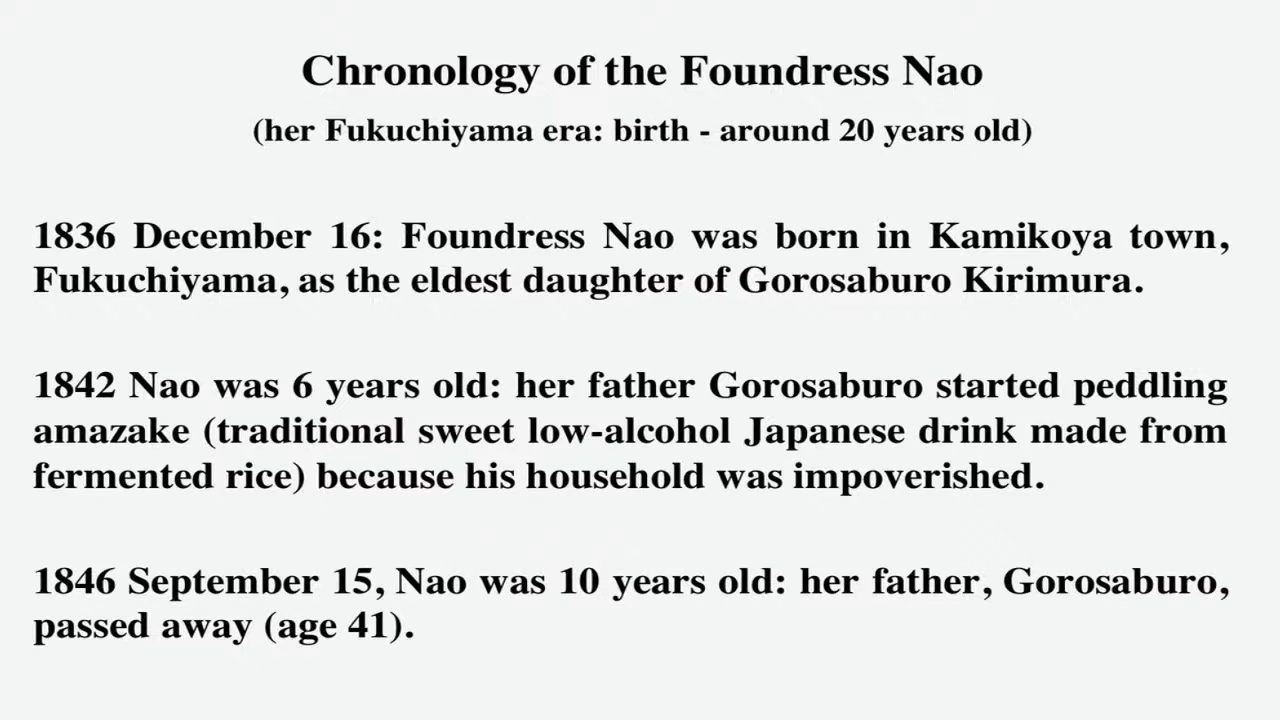 Chronology of the Foundress Nao
(her Fukuchiyama era: birth - around 20 years old)
1836 December 16: Foundress Nao was born in Kamikoya town,
Fukuchiyama, as the eldest daughter of Gorosaburo Kirimura.
1842 Nao was 6 years old: her father Gorosaburo started peddling
amazake (traditional sweet low-alcohol Japanese drink made from
fermented rice) because his household was impoverished.
1846 September 15, Nao was 10 years old: her father, Gorosaburo,
passed away (age 41).